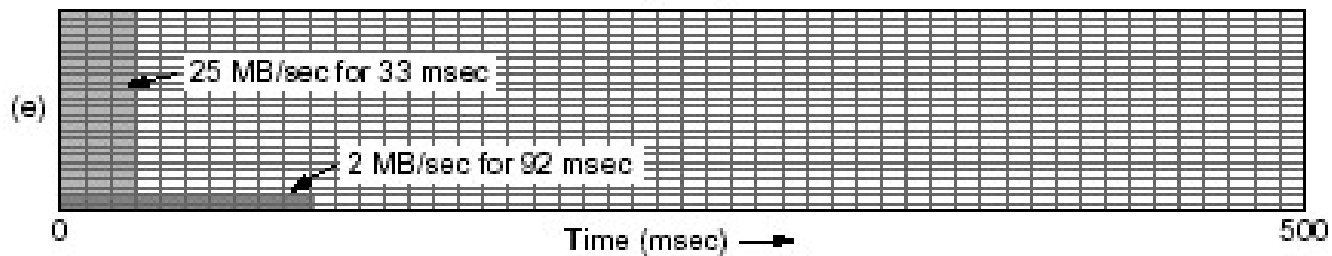 25 MB/sec for 33 msec
(e)
2 MB/sec for 92 msec
0
500
Time (msec)